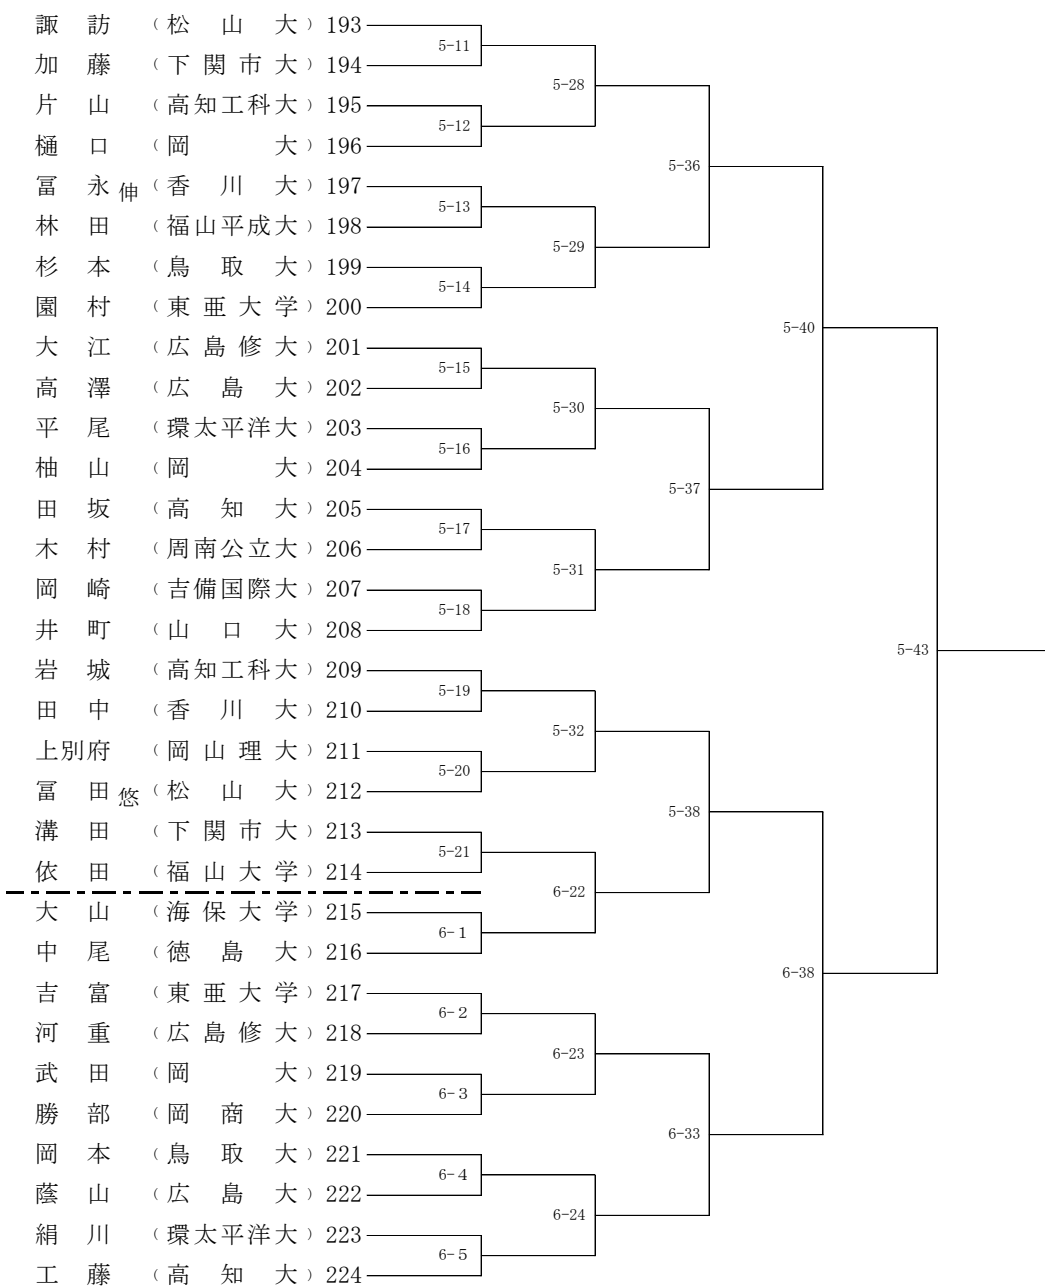 諏訪 (松山大) 193
5-11
加藤 (下関市大) 194
5-28
片山 (高知工科大) 195
5-12
樋口 (岡大) 196
5-36
冨永伸 (香川大) 197
5-13
林田 (福山平成大) 198
5-29
杉本 (鳥取大) 199
5-14
園村 (東亜大学) 200
5-40
大江 (広島修大) 201
5-15
高澤 (広島大) 202
5-30
平尾 (環太平洋大) 203
5-16
柚山 (岡大) 204
5-37
田坂 (高知大) 205
5-17
木村 (周南公立大) 206
5-31
岡崎 (吉備国際大) 207
5-18
井町 (山口大) 208
5-43
岩城 (高知工科大) 209
5-19
田中 (香川大) 210
5-32
上別府 (岡山理大) 211
5-20
冨田悠 (松山大) 212
5-38
溝田 (下関市大) 213
5-21
依田 (福山大学) 214
6-22
大山 (海保大学) 215
6-1
中尾 (徳島大) 216
6-38
吉富 (東亜大学) 217
6-2
河重 (広島修大) 218
6-23
武田 (岡大) 219
6-3
勝部 (岡商大) 220
6-33
岡本 (鳥取大) 221
6-4
蔭山 (広島大) 222
6-24
絹川 (環太平洋大) 223
6-5
工藤 (高知大) 224